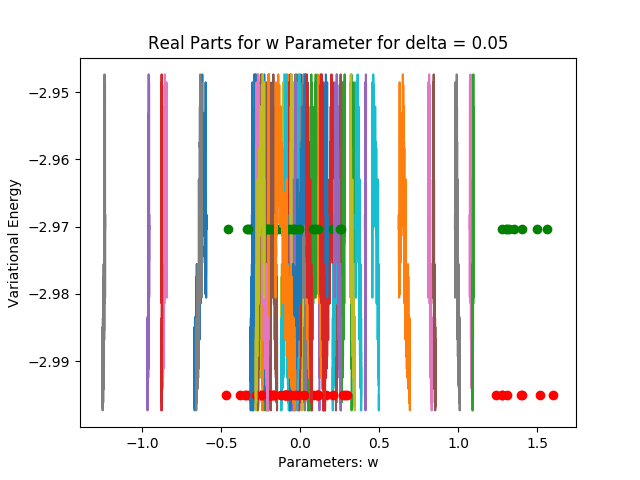 Real Parts for w Parameter for delta = 0.05
Variational Energy
−2.95
−2.96
−2.97
−2.98
−2.99
−1.0 −0.5 0.0 0.5 1.0 1.5
Parameters: w